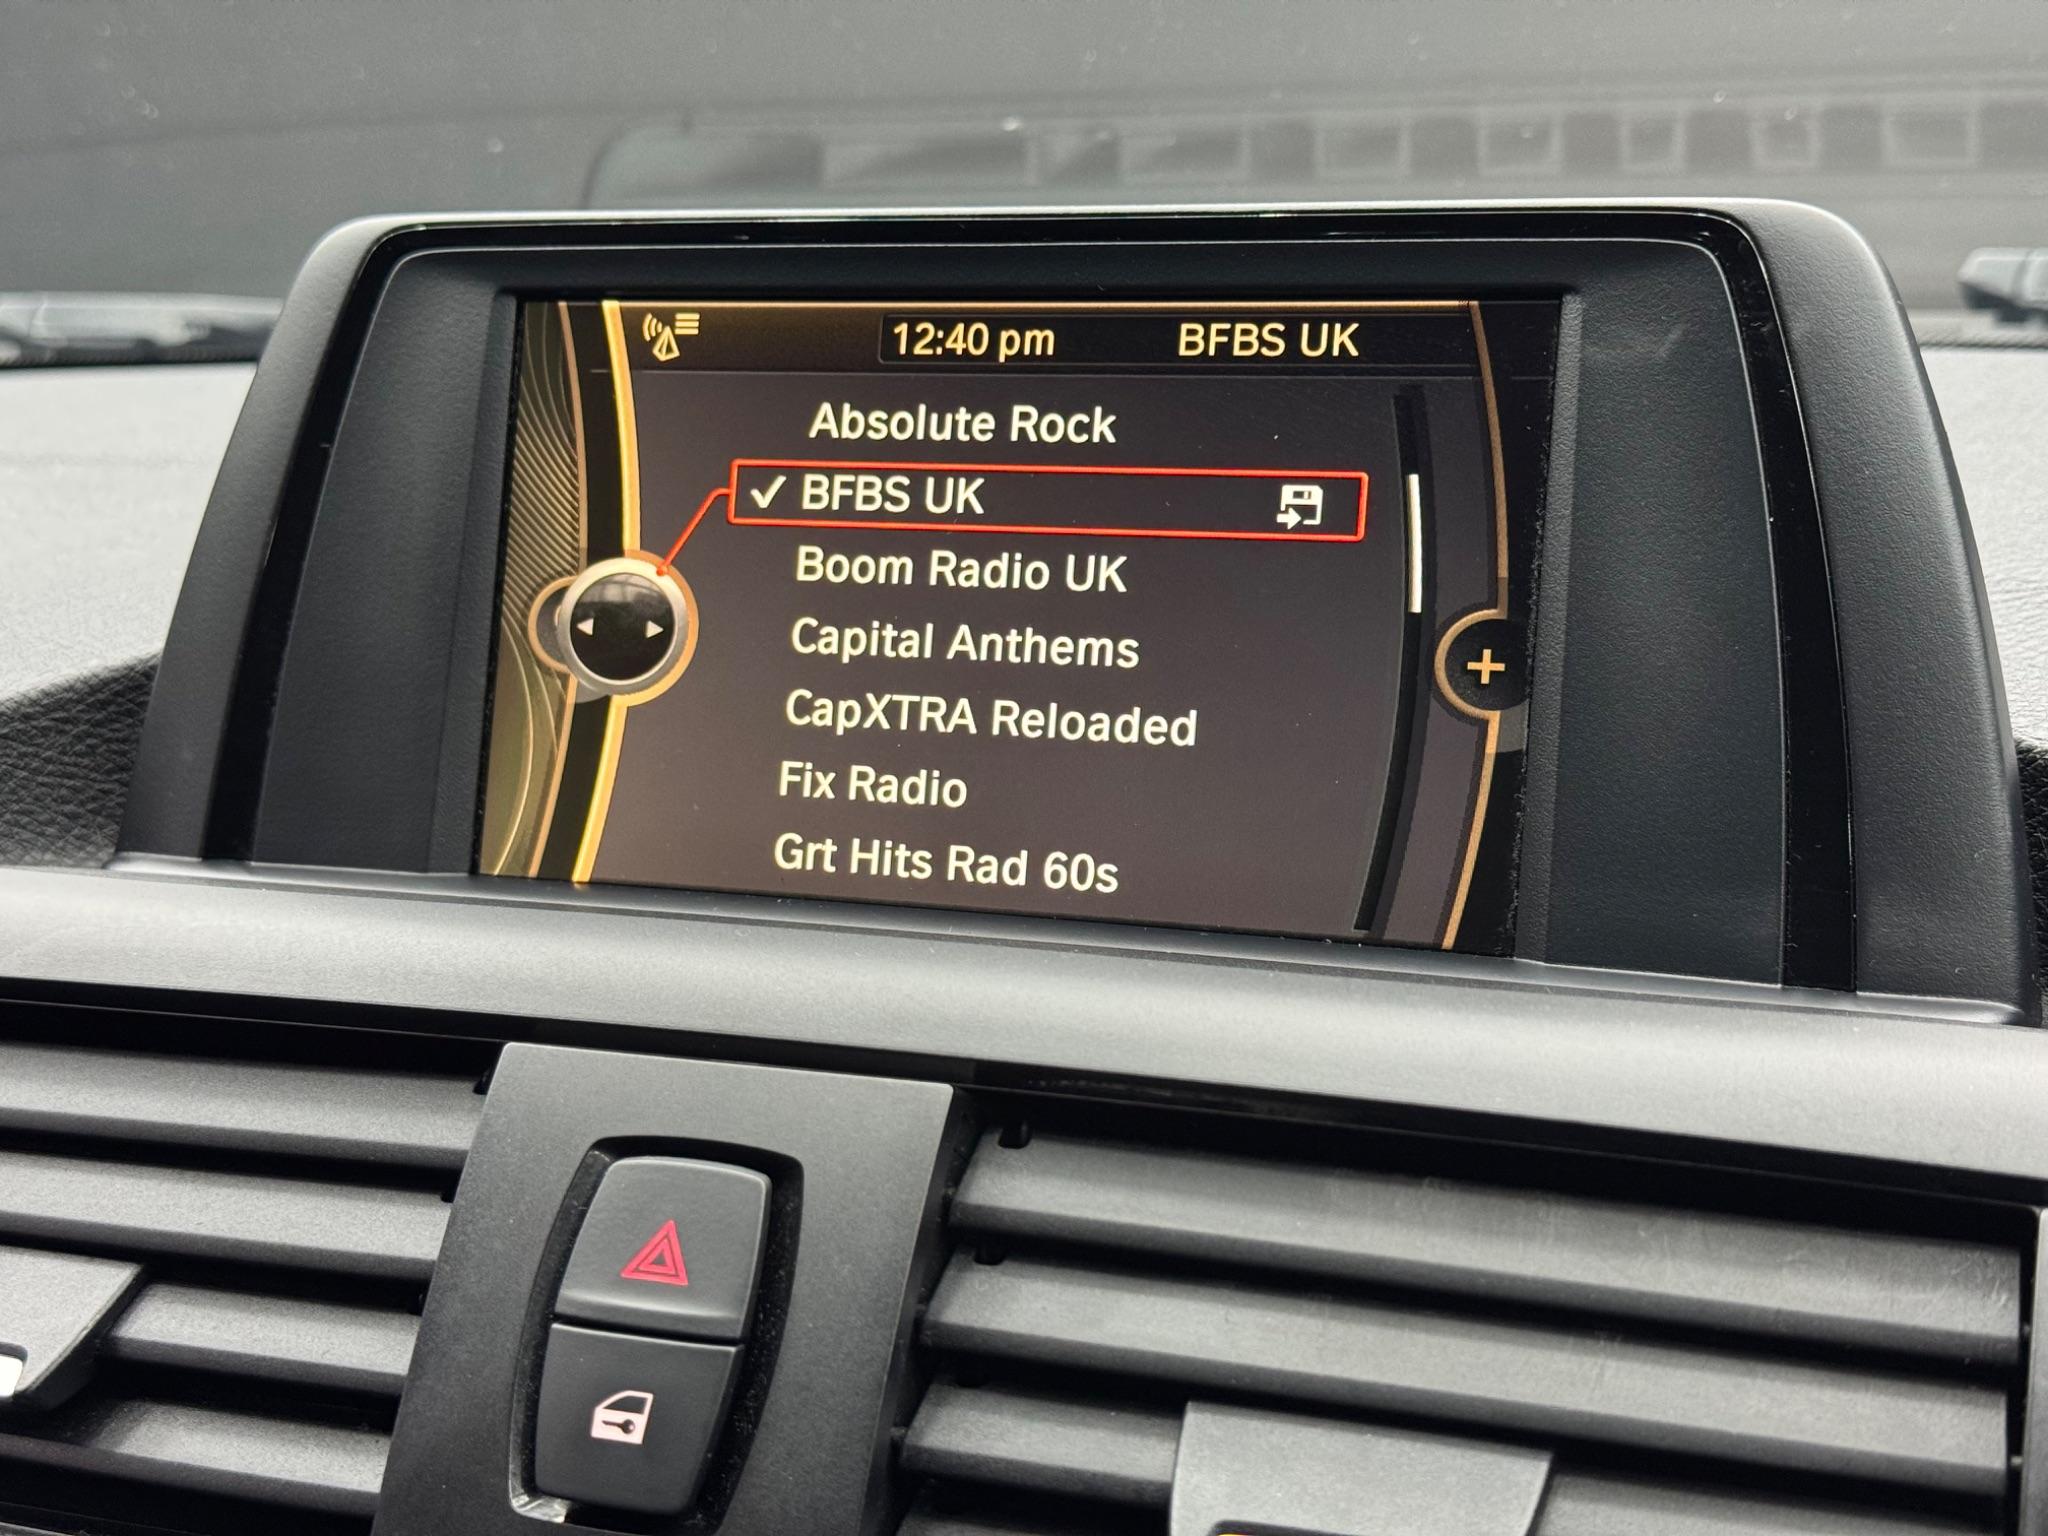 12:40 pm BFBS UK
Absolute Rock
✓ BFBS UK
Boom Radio UK
Capital Anthems
CapXTRA Reloaded
Fix Radio
Grt Hits Rad 60s
+